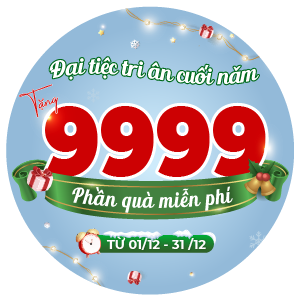 Đại tiệc tri ân cuối năm
Tặng
9999
Phần quà miễn phí
TỪ 01/12 - 31 /12